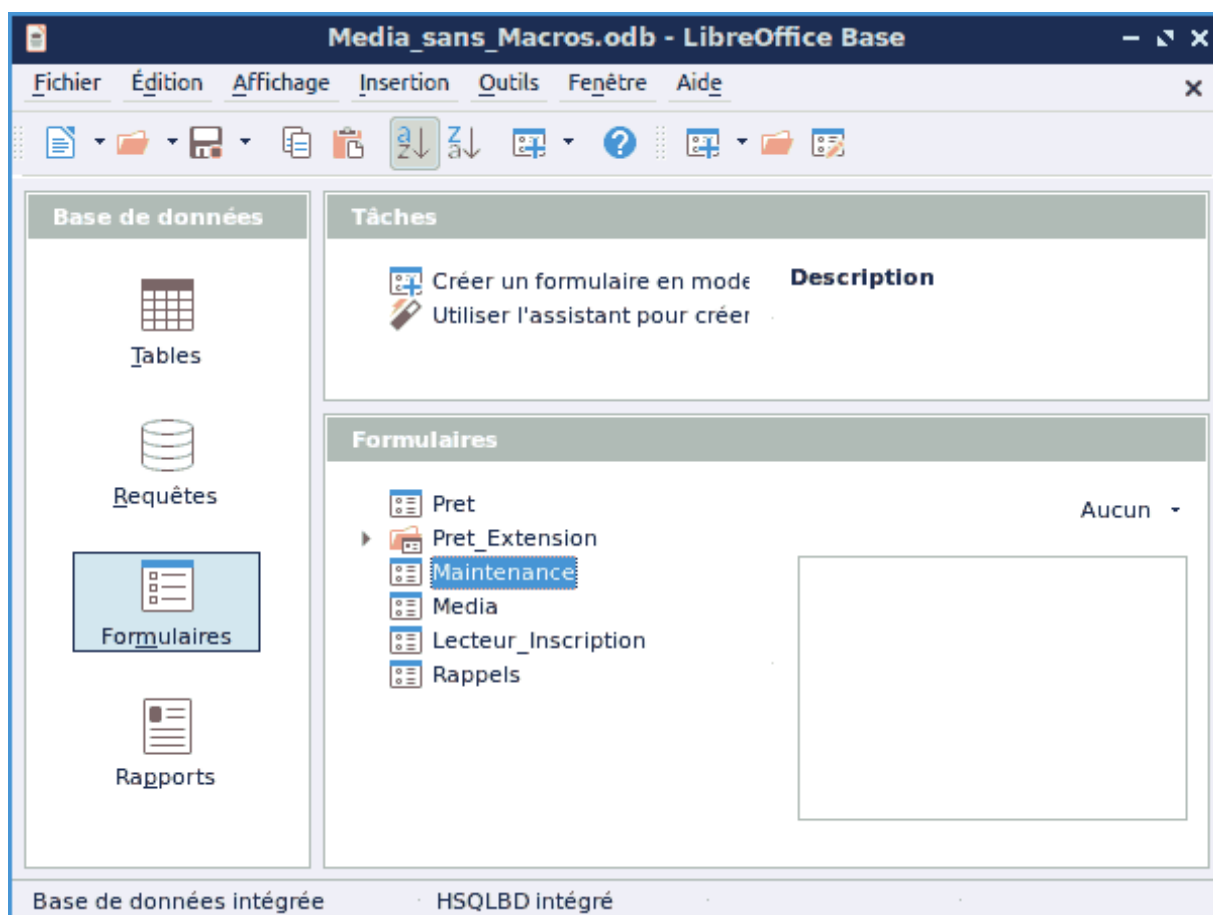 Media_sans_Macros.odb - LibreOffice Base
Fichier Édition Affichage Insertion Outils Fenêtre Aide
Base de données
Tables
Requêtes
Formulaires
Rapports
Tâches
Créer un formulaire en mode
Utiliser l'assistant pour créer
Description
Formulaires
Pret
Pret_Extension
Maintenance
Media
Lecteur_Inscription
Rappels
Aucun
Base de données intégrée HSQLBD intégré